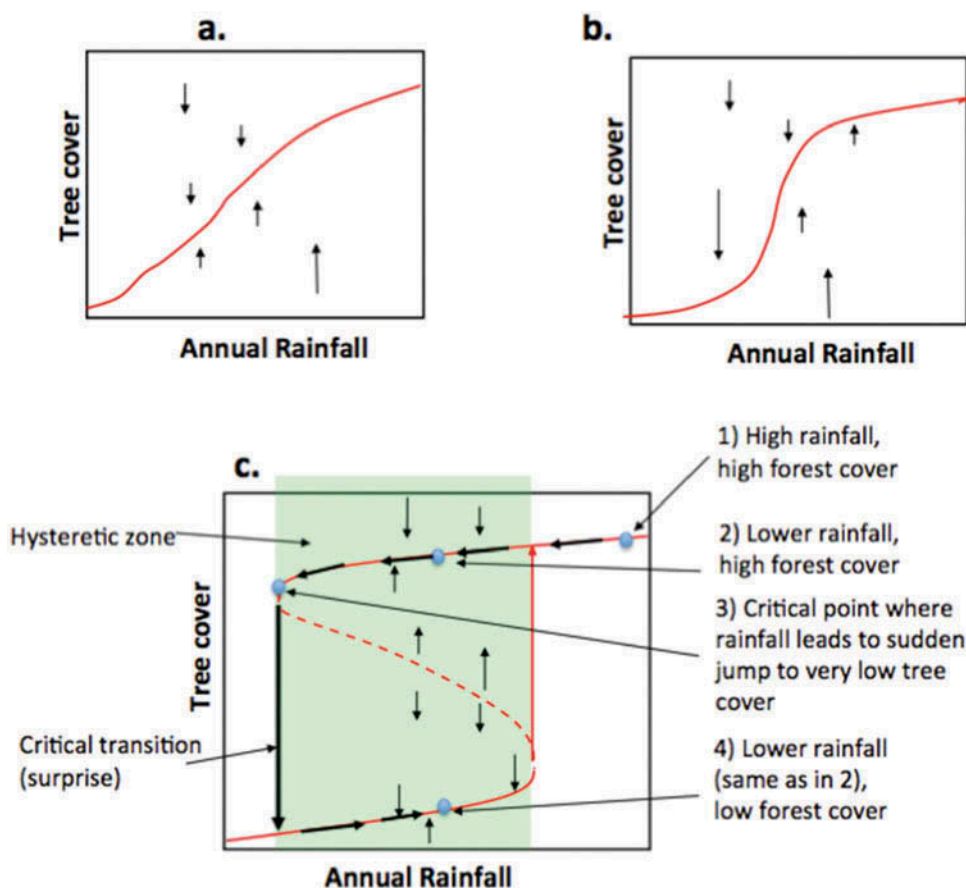 a.
Tree cover
Annual Rainfall
b.
Tree cover
Annual Rainfall
c.
Hysteretic zone
Tree cover
Critical transition
(surprise)
Annual Rainfall
1) High rainfall,
high forest cover
2) Lower rainfall,
high forest cover
3) Critical point where
rainfall leads to sudden
jump to very low tree
cover
4) Lower rainfall
(same as in 2),
low forest cover